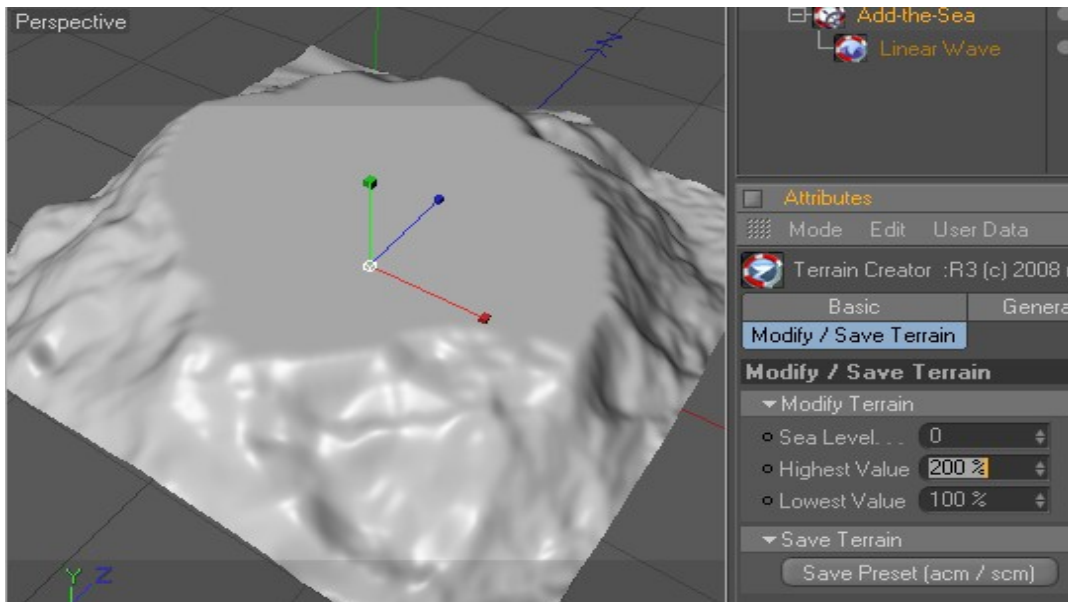 Perspective
Add-the-Sea
Linear Wave
Attributes
Mode Edit User Data
Terrain Creator :R3 (c) 2008
Basic Genera
Modify / Save Terrain
Modify / Save Terrain
Modify Terrain
Sea Level. . . 0
Highest Value 200 %
Lowest Value 100 %
Save Terrain
Save Preset (acm / scm)
Y Z